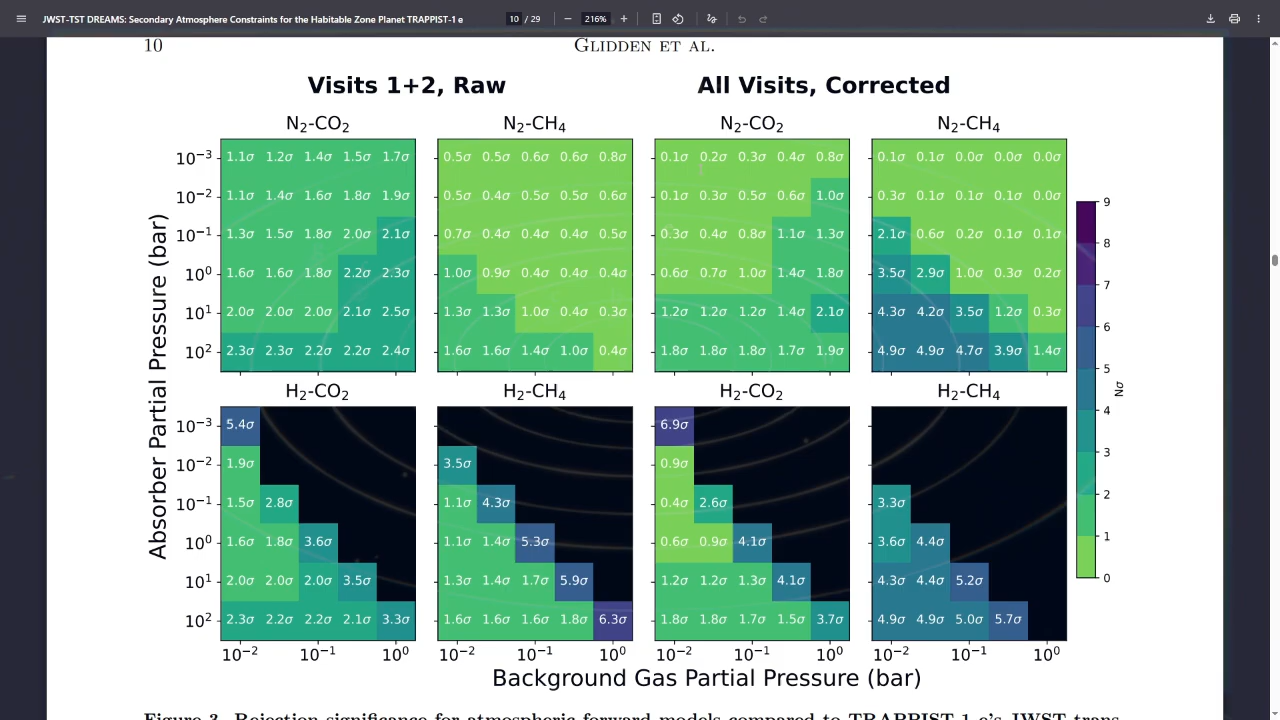 JWST-TST DREAMS: Secondary Atmosphere Constraints for the Habitable Zone Planet TRAPPIST-1 e
10 / 29
216%
10
GLIDDEN ET AL.
Visits 1+2, Raw
All Visits, Corrected
N₂-CO₂
N₂-CH₄
N₂-CO₂
N₂-CH₄
10⁻³ 1.1σ 1.2σ 1.4σ 1.5σ 1.7σ 0.5σ 0.5σ 0.6σ 0.6σ 0.8σ 0.1σ 0.2σ 0.3σ 0.4σ 0.8σ 0.1σ 0.1σ 0.0σ 0.0σ 0.0σ
10⁻² 1.1σ 1.4σ 1.6σ 1.8σ 1.9σ 0.5σ 0.4σ 0.5σ 0.5σ 0.6σ 0.1σ 0.3σ 0.5σ 0.6σ 1.0σ 0.3σ 0.1σ 0.1σ 0.1σ 0.0σ
10⁻¹ 1.3σ 1.5σ 1.8σ 2.0σ 2.1σ 0.7σ 0.4σ 0.4σ 0.4σ 0.5σ 0.3σ 0.4σ 0.8σ 1.1σ 1.3σ 2.1σ 0.6σ 0.2σ 0.1σ 0.1σ
10⁰ 1.6σ 1.6σ 1.8σ 2.2σ 2.3σ 1.0σ 0.9σ 0.4σ 0.4σ 0.4σ 0.6σ 0.7σ 1.0σ 1.4σ 1.8σ 3.5σ 2.9σ 1.0σ 0.3σ 0.2σ
10¹ 2.0σ 2.0σ 2.0σ 2.1σ 2.5σ 1.3σ 1.3σ 1.0σ 0.4σ 0.3σ 1.2σ 1.2σ 1.2σ 1.4σ 2.1σ 4.3σ 4.2σ 3.5σ 1.2σ 0.3σ
10² 2.3σ 2.3σ 2.2σ 2.2σ 2.4σ 1.6σ 1.6σ 1.4σ 1.0σ 0.4σ 1.8σ 1.8σ 1.8σ 1.7σ 1.9σ 4.9σ 4.9σ 4.7σ 3.9σ 1.4σ
H₂-CO₂
H₂-CH₄
H₂-CO₂
H₂-CH₄
10⁻³ 5.4σ 6.9σ
10⁻² 1.9σ 3.5σ 0.9σ
10⁻¹ 1.5σ 2.8σ 1.1σ 4.3σ 0.4σ 2.6σ 3.3σ
10⁰ 1.6σ 1.8σ 3.6σ 1.1σ 1.4σ 5.3σ 0.6σ 0.9σ 4.1σ 3.6σ 4.4σ
10¹ 2.0σ 2.0σ 2.0σ 3.5σ 1.3σ 1.4σ 1.7σ 5.9σ 1.2σ 1.2σ 1.3σ 4.1σ 4.3σ 4.4σ 5.2σ
10² 2.3σ 2.2σ 2.2σ 2.1σ 3.3σ 1.6σ 1.6σ 1.6σ 1.8σ 6.3σ 1.8σ 1.8σ 1.7σ 1.5σ 3.7σ 4.9σ 4.9σ 5.0σ 5.7σ
10⁻² 10⁻¹ 10⁰ 10⁻² 10⁻¹ 10⁰ 10⁻² 10⁻¹ 10⁰ 10⁻² 10⁻¹ 10⁰
Absorber Partial Pressure (bar)
Background Gas Partial Pressure (bar)
9
8
7
6
5
4
3
2
1
0
Nσ
Figure 3. Rejection significance for atmospheric forward models compared to TRAPPIST-1 e's JWST trans-